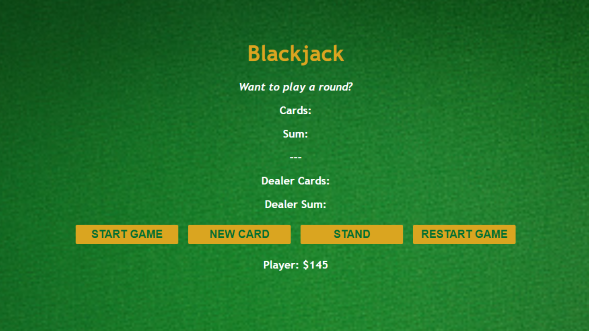 Blackjack
Want to play a round?
Cards:
Sum:
---
Dealer Cards:
Dealer Sum:
START GAME NEW CARD STAND RESTART GAME
Player: $145